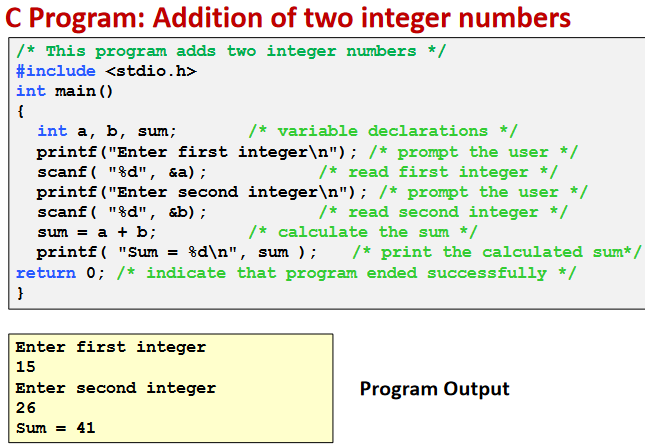 C Program: Addition of two integer numbers
/* This program adds two integer numbers */
#include <stdio.h>
int main()
{
int a, b, sum; /* variable declarations */
printf("Enter first integer\n"); /* prompt the user */
scanf( "%d", &a); /* read first integer */
printf("Enter second integer\n"); /* prompt the user */
scanf( "%d", &b); /* read second integer */
sum = a + b; /* calculate the sum */
printf( "Sum = %d\n", sum ); /* print the calculated sum*/
return 0; /* indicate that program ended successfully */
}
Enter first integer
15
Enter second integer
26
Sum = 41
Program Output